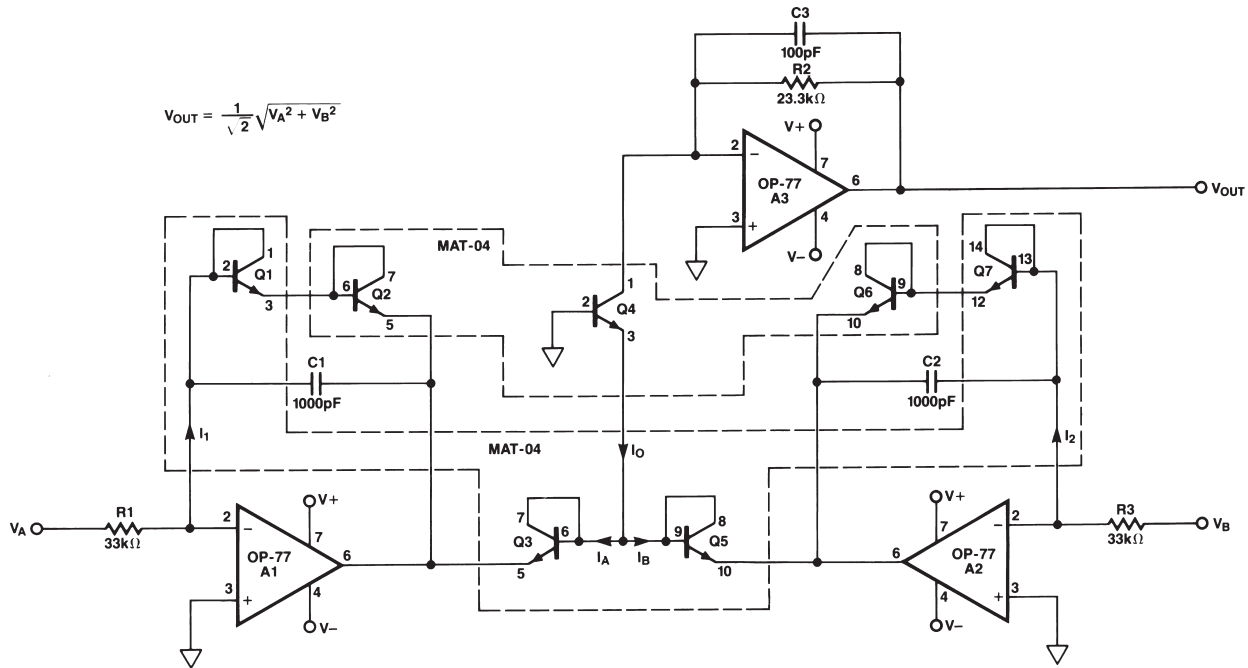 C3
100pF
R2
23.3kΩ
V_OUT = 1/√2 √V_A² + V_B²
V+
2
−
7
OP-77
A3
6
V_OUT
3
+
4
V−
MAT-04
1
2
Q1
3
7
6
Q2
5
1
2
Q4
3
8
9
Q6
10
14
13
Q7
12
C1
1000pF
C2
1000pF
I_1
I_2
MAT-04
I_O
V_A
R1
33kΩ
2
−
V+
7
OP-77
A1
6
3
+
4
V−
7
6
Q3
5
I_A
I_B
8
9
Q5
10
V+
7
−
2
6
OP-77
A2
4
+
3
V−
R3
33kΩ
V_B